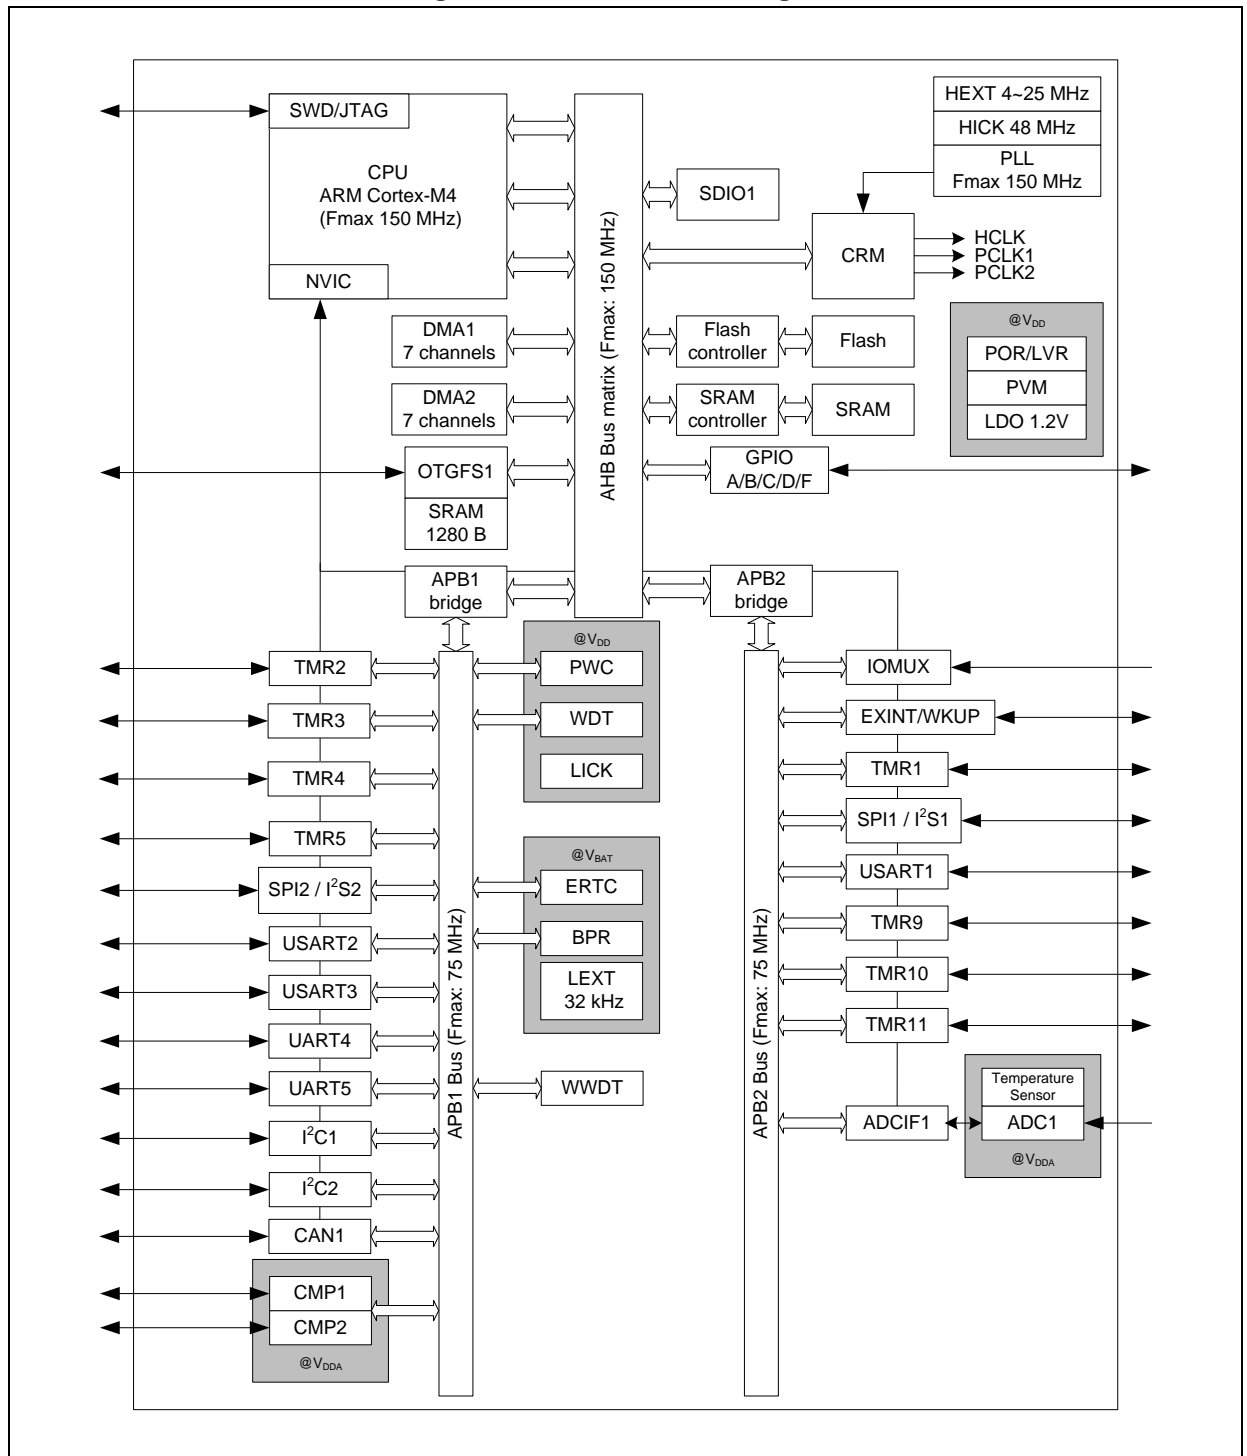 SWD/JTAG
CPU
ARM Cortex-M4
(Fmax 150 MHz)
NVIC
HEXT 4~25 MHz
HICK 48 MHz
PLL
Fmax 150 MHz
SDIO1
CRM
HCLK
PCLK1
PCLK2
AHB Bus matrix (Fmax: 150 MHz)
DMA1
7 channels
DMA2
7 channels
Flash
controller
Flash
SRAM
controller
SRAM
@VDD
POR/LVR
PVM
LDO 1.2V
OTGFS1
SRAM
1280 B
GPIO
A/B/C/D/F
APB1
bridge
APB2
bridge
TMR2
TMR3
TMR4
TMR5
SPI2 / I²S2
USART2
USART3
UART4
UART5
I²C1
I²C2
CAN1
CMP1
CMP2
@VDDA
APB1 Bus (Fmax: 75 MHz)
@VDD
PWC
WDT
LICK
@VBAT
ERTC
BPR
LEXT
32 kHz
WWDT
APB2 Bus (Fmax: 75 MHz)
IOMUX
EXINT/WKUP
TMR1
SPI1 / I²S1
USART1
TMR9
TMR10
TMR11
ADCIF1
Temperature
Sensor
ADC1
@VDDA